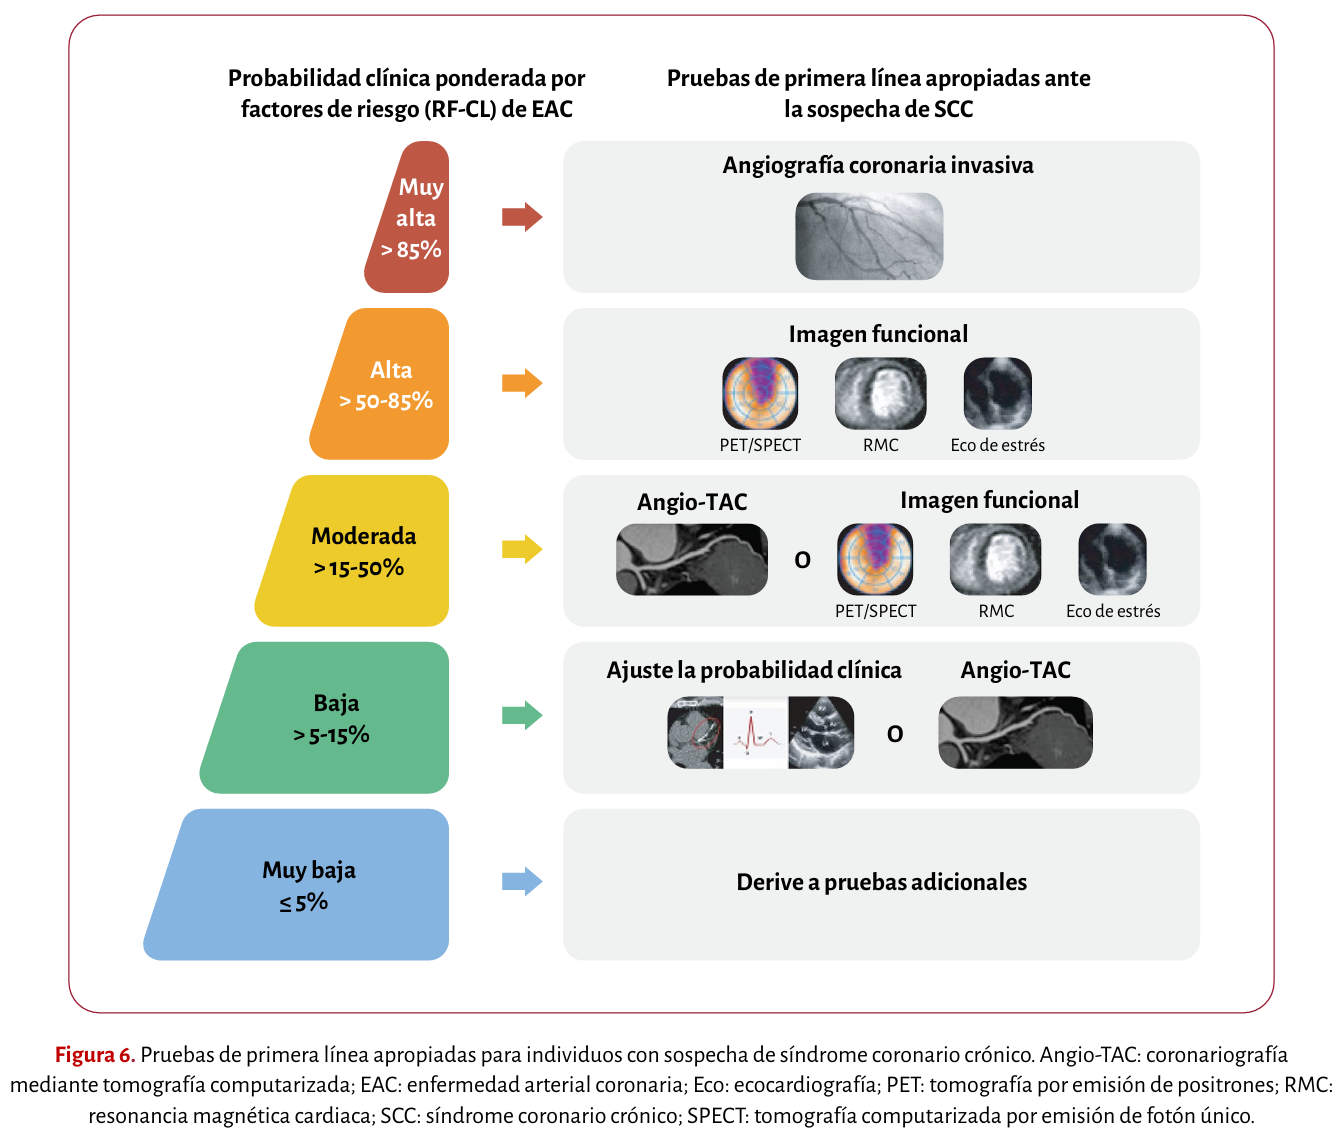 Probabilidad clínica ponderada por
factores de riesgo (RF-CL) de EAC
Pruebas de primera línea apropiadas ante
la sospecha de SCC
Muy
alta
> 85%
Angiografía coronaria invasiva
Alta
> 50-85%
Imagen funcional
PET/SPECT
RMC
Eco de estrés
Moderada
> 15-50%
Angio-TAC
O
Imagen funcional
PET/SPECT
RMC
Eco de estrés
Baja
> 5-15%
Ajuste la probabilidad clínica
O
Angio-TAC
Muy baja
≤ 5%
Derive a pruebas adicionales
Figura 6. Pruebas de primera línea apropiadas para individuos con sospecha de síndrome coronario crónico. Angio-TAC: coronariografía
mediante tomografía computarizada; EAC: enfermedad arterial coronaria; Eco: ecocardiografía; PET: tomografía por emisión de positrones; RMC:
resonancia magnética cardiaca; SCC: síndrome coronario crónico; SPECT: tomografía computarizada por emisión de fotón único.